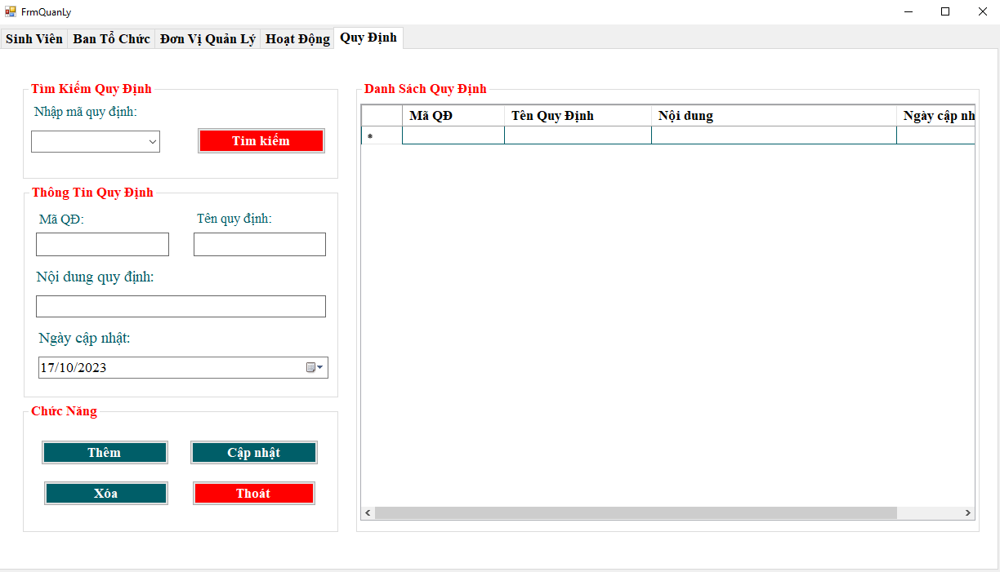 FrmQuanLy
Sinh Viên Ban Tổ Chức Đơn Vị Quản Lý Hoạt Động Quy Định
Tìm Kiếm Quy Định
Nhập mã quy định:
Tìm kiếm
Thông Tin Quy Định
Mã QĐ: Tên quy định:
Nội dung quy định:
Ngày cập nhật:
17/10/2023
Chức Năng
Thêm Cập nhật
Xóa Thoát
Danh Sách Quy Định
Mã QĐ Tên Quy Định Nội dung Ngày cập nh
*